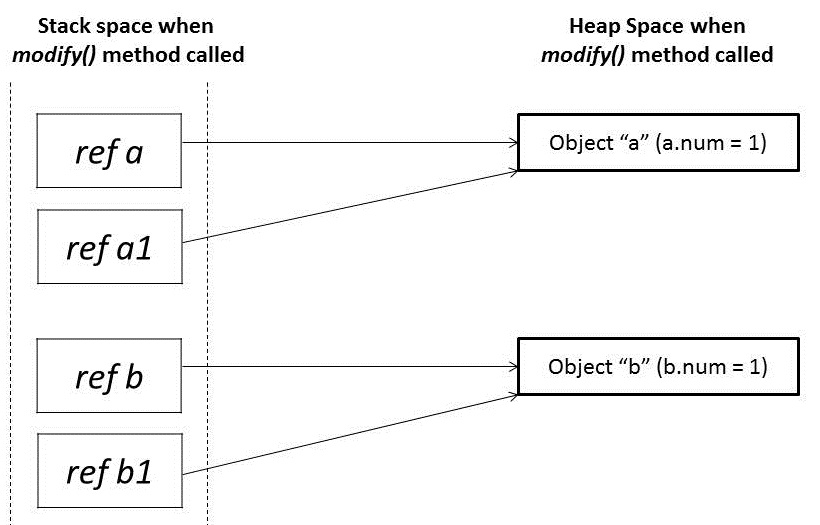 Stack space when
modify() method called
Heap Space when
modify() method called
ref a
Object “a” (a.num = 1)
ref a1
ref b
Object “b” (b.num = 1)
ref b1